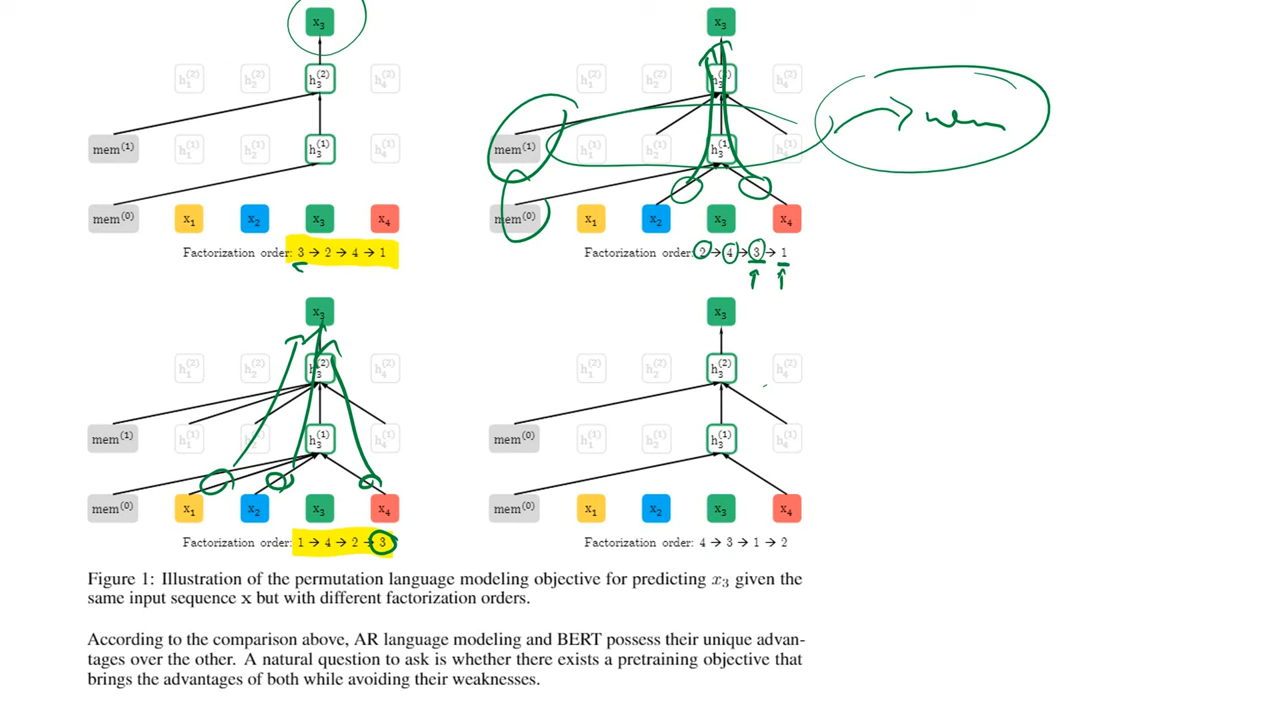 x₃
h₁⁽²⁾ h₂⁽²⁾ h₃⁽²⁾ h₄⁽²⁾
mem⁽¹⁾ h₁⁽¹⁾ h₂⁽¹⁾ h₃⁽¹⁾ h₄⁽¹⁾
mem⁽⁰⁾ x₁ x₂ x₃ x₄
Factorization order: 3 → 2 → 4 → 1
x₃
h₁⁽²⁾ h₂⁽²⁾ h₃⁽²⁾ h₄⁽²⁾
mem⁽¹⁾ h₁⁽¹⁾ h₂⁽¹⁾ h₃⁽¹⁾ h₄⁽¹⁾
mem
mem⁽⁰⁾ x₁ x₂ x₃ x₄
Factorization order: 2 → 4 → 3 → 1
x₃
h₁⁽²⁾ h₂⁽²⁾ h₃⁽²⁾ h₄⁽²⁾
mem⁽¹⁾ h₁⁽¹⁾ h₂⁽¹⁾ h₃⁽¹⁾ h₄⁽¹⁾
mem⁽⁰⁾ x₁ x₂ x₃ x₄
Factorization order: 1 → 4 → 2 → 3
x₃
h₁⁽²⁾ h₂⁽²⁾ h₃⁽²⁾ h₄⁽²⁾
mem⁽⁰⁾ h₁⁽¹⁾ h₂⁽¹⁾ h₃⁽¹⁾ h₄⁽¹⁾
mem⁽⁰⁾ x₁ x₂ x₃ x₄
Factorization order: 4 → 3 → 1 → 2
Figure 1: Illustration of the permutation language modeling objective for predicting x₃ given the
same input sequence x but with different factorization orders.
According to the comparison above, AR language modeling and BERT possess their unique advan-
tages over the other. A natural question to ask is whether there exists a pretraining objective that
brings the advantages of both while avoiding their weaknesses.